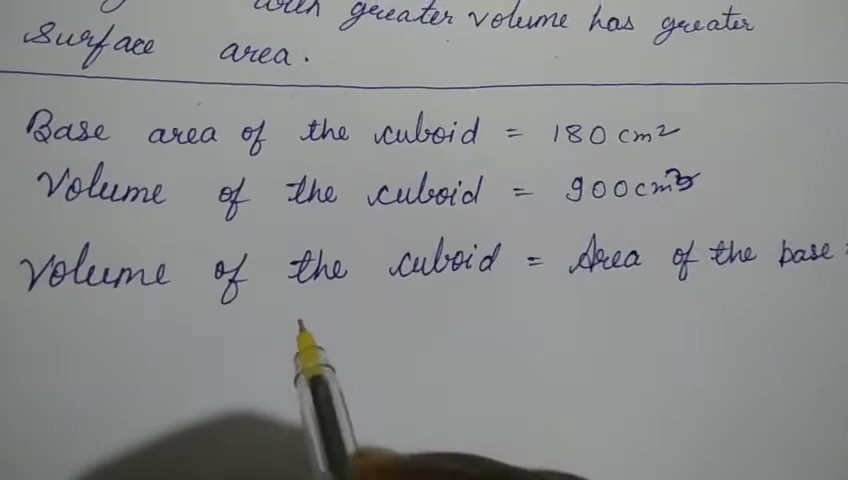 with greater volume has greater
surface area.
Base area of the cuboid = 180 cm²
Volume of the cuboid = 900 cm³
Volume of the cuboid = Area of the base